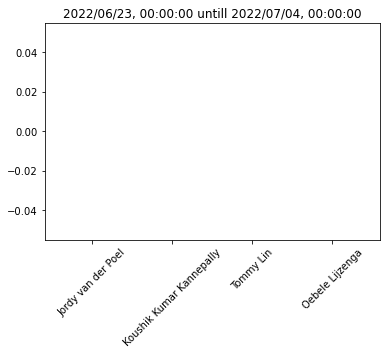 2022/06/23, 00:00:00 untill 2022/07/04, 00:00:00
0.04
0.02
0.00
−0.02
−0.04
Jordy van der Poel
Koushik Kumar Kannepally
Tommy Lin
Oebele Lijzenga